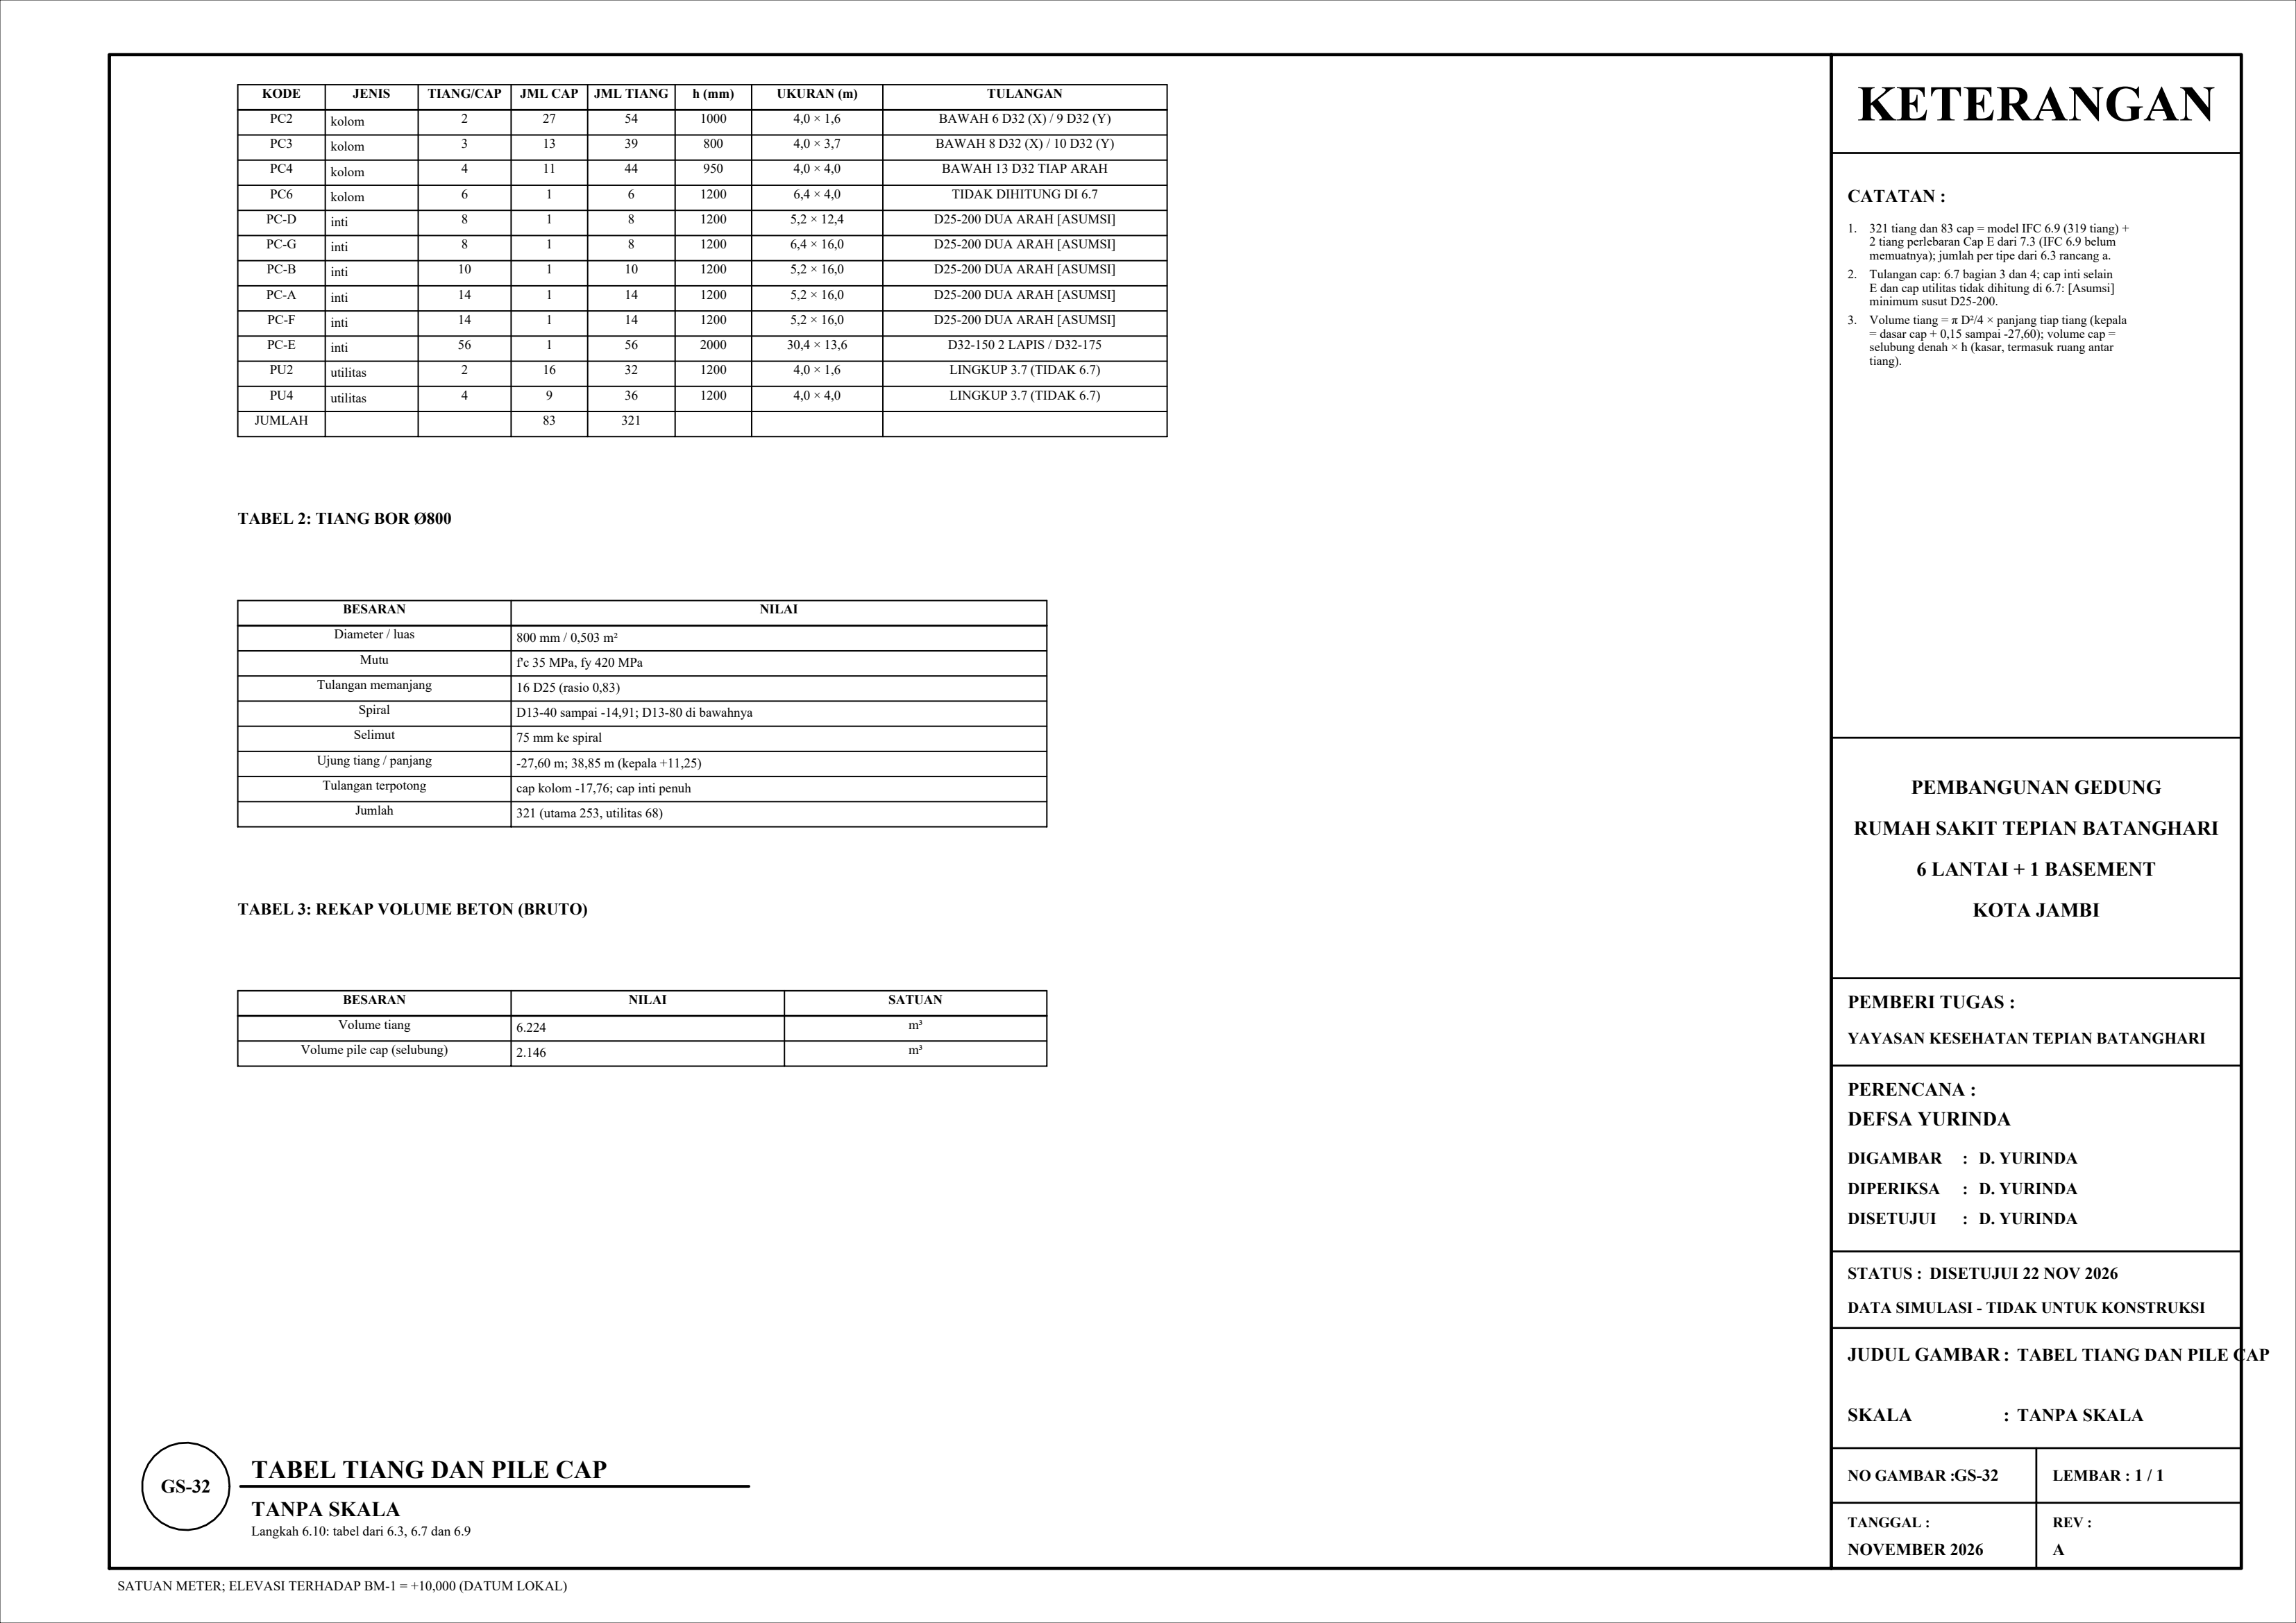 KODE JENIS TIANG/CAP JML CAP JML TIANG h (mm) UKURAN (m) TULANGAN
PC2 kolom 2 27 54 1000 4,0 × 1,6 BAWAH 6 D32 (X) / 9 D32 (Y)
PC3 kolom 3 13 39 800 4,0 × 3,7 BAWAH 8 D32 (X) / 10 D32 (Y)
PC4 kolom 4 11 44 950 4,0 × 4,0 BAWAH 13 D32 TIAP ARAH
PC6 kolom 6 1 6 1200 6,4 × 4,0 TIDAK DIHITUNG DI 6.7
PC-D inti 8 1 8 1200 5,2 × 12,4 D25-200 DUA ARAH [ASUMSI]
PC-G inti 8 1 8 1200 6,4 × 16,0 D25-200 DUA ARAH [ASUMSI]
PC-B inti 10 1 10 1200 5,2 × 16,0 D25-200 DUA ARAH [ASUMSI]
PC-A inti 14 1 14 1200 5,2 × 16,0 D25-200 DUA ARAH [ASUMSI]
PC-F inti 14 1 14 1200 5,2 × 16,0 D25-200 DUA ARAH [ASUMSI]
PC-E inti 56 1 56 2000 30,4 × 13,6 D32-150 2 LAPIS / D32-175
PU2 utilitas 2 16 32 1200 4,0 × 1,6 LINGKUP 3.7 (TIDAK 6.7)
PU4 utilitas 4 9 36 1200 4,0 × 4,0 LINGKUP 3.7 (TIDAK 6.7)
JUMLAH 83 321
TABEL 2: TIANG BOR Ø800
BESARAN NILAI
Diameter / luas 800 mm / 0,503 m²
Mutu f'c 35 MPa, fy 420 MPa
Tulangan memanjang 16 D25 (rasio 0,83)
Spiral D13-40 sampai -14,91; D13-80 di bawahnya
Selimut 75 mm ke spiral
Ujung tiang / panjang -27,60 m; 38,85 m (kepala +11,25)
Tulangan terpotong cap kolom -17,76; cap inti penuh
Jumlah 321 (utama 253, utilitas 68)
TABEL 3: REKAP VOLUME BETON (BRUTO)
BESARAN NILAI SATUAN
Volume tiang 6.224 m³
Volume pile cap (selubung) 2.146 m³
GS-32
TABEL TIANG DAN PILE CAP
TANPA SKALA
Langkah 6.10: tabel dari 6.3, 6.7 dan 6.9
SATUAN METER; ELEVASI TERHADAP BM-1 = +10,000 (DATUM LOKAL)
KETERANGAN
CATATAN :
1. 321 tiang dan 83 cap = model IFC 6.9 (319 tiang) +
2 tiang perlebaran Cap E dari 7.3 (IFC 6.9 belum
memuatnya); jumlah per tipe dari 6.3 rancang a.
2. Tulangan cap: 6.7 bagian 3 dan 4; cap inti selain
E dan cap utilitas tidak dihitung di 6.7: [Asumsi]
minimum susut D25-200.
3. Volume tiang = π D²/4 × panjang tiap tiang (kepala
= dasar cap + 0,15 sampai -27,60); volume cap =
selubung denah × h (kasar, termasuk ruang antar
tiang).
PEMBANGUNAN GEDUNG
RUMAH SAKIT TEPIAN BATANGHARI
6 LANTAI + 1 BASEMENT
KOTA JAMBI
PEMBERI TUGAS :
YAYASAN KESEHATAN TEPIAN BATANGHARI
PERENCANA :
DEFSA YURINDA
DIGAMBAR : D. YURINDA
DIPERIKSA : D. YURINDA
DISETUJUI : D. YURINDA
STATUS : DISETUJUI 22 NOV 2026
DATA SIMULASI - TIDAK UNTUK KONSTRUKSI
JUDUL GAMBAR : TABEL TIANG DAN PILE CAP
SKALA : TANPA SKALA
NO GAMBAR :GS-32 LEMBAR : 1 / 1
TANGGAL : REV :
NOVEMBER 2026 A